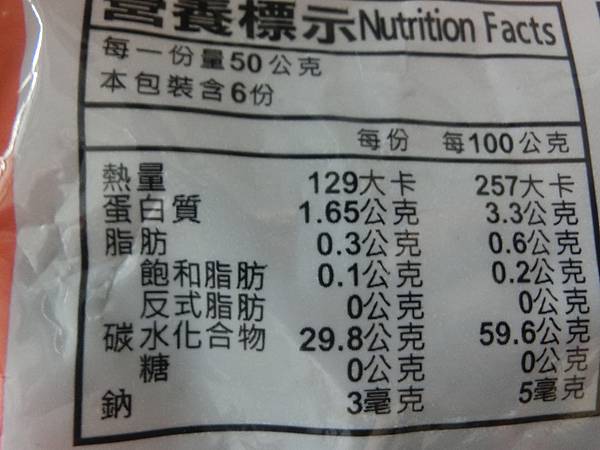 營養標示Nutrition Facts
每一份量50公克
本包裝含6份
每份 每100公克
熱量 129大卡 257大卡
蛋白質 1.65公克 3.3公克
脂肪 0.3公克 0.6公克
飽和脂肪 0.1公克 0.2公克
反式脂肪 0公克 0公克
碳水化合物 29.8公克 59.6公克
糖 0公克 0公克
鈉 3毫克 5毫克